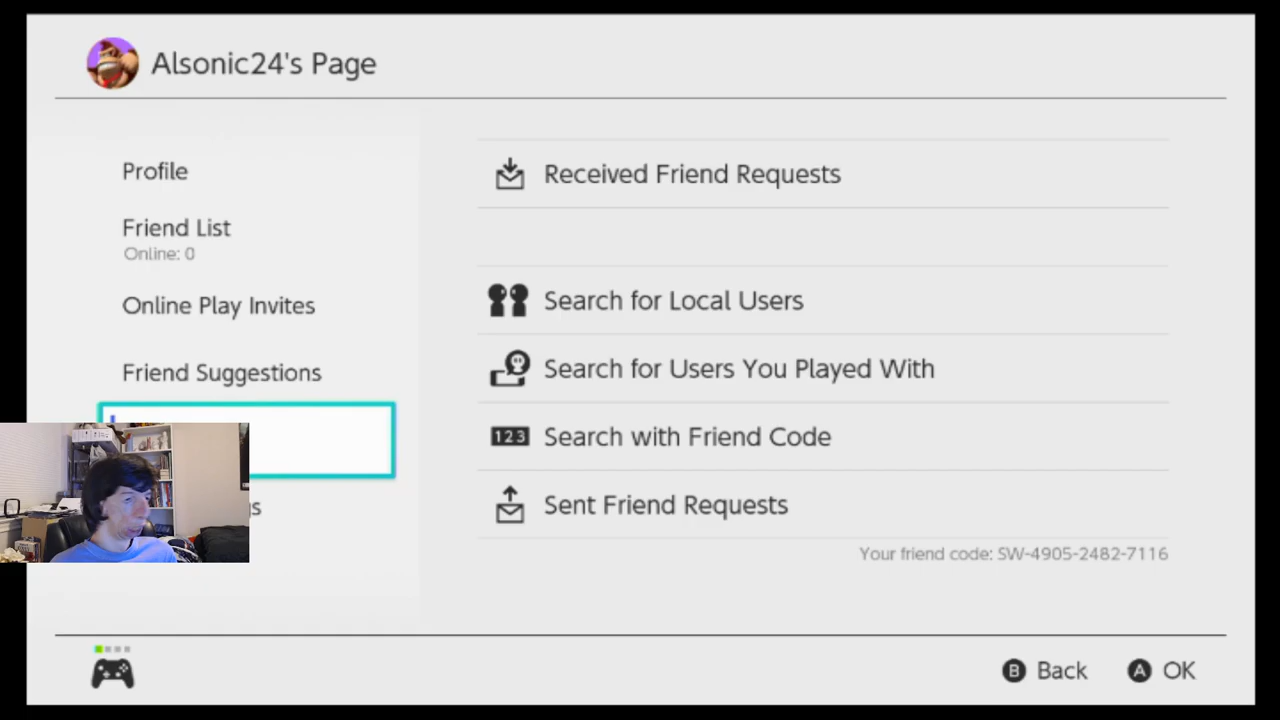 Alsonic24's Page
Profile
Friend List
Online: 0
Online Play Invites
Friend Suggestions
Received Friend Requests
Search for Local Users
Search for Users You Played With
123 Search with Friend Code
Sent Friend Requests
Your friend code: SW-4905-2482-7116
B Back
A OK